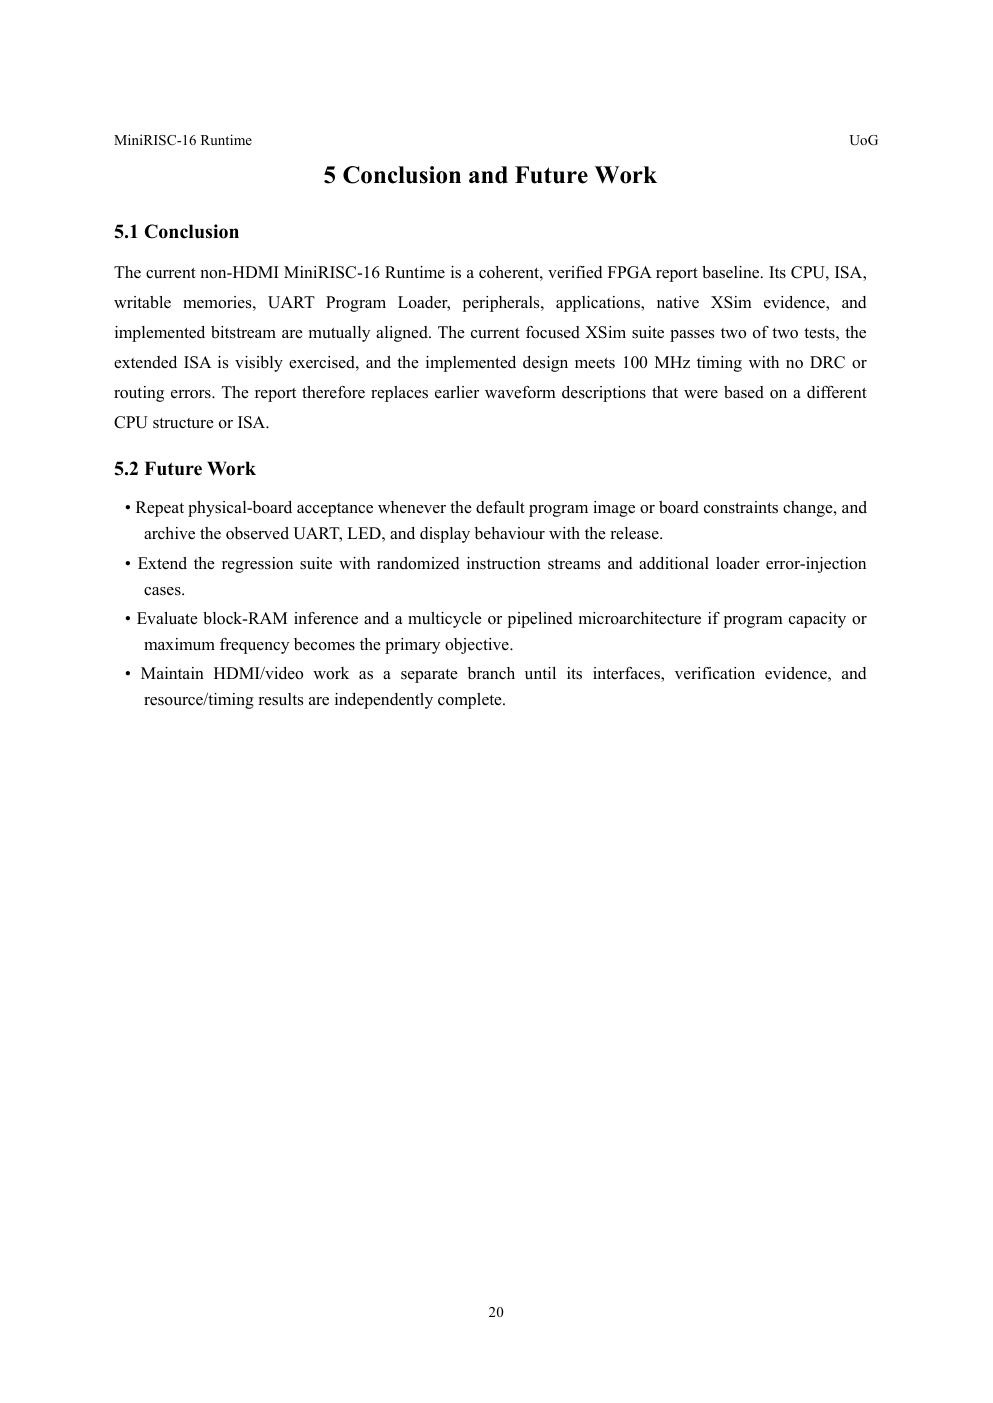 MiniRISC-16 Runtime UoG
5 Conclusion and Future Work
5.1 Conclusion
The current non-HDMI MiniRISC-16 Runtime is a coherent, verified FPGA report baseline. Its CPU, ISA,
writable memories, UART Program Loader, peripherals, applications, native XSim evidence, and
implemented bitstream are mutually aligned. The current focused XSim suite passes two of two tests, the
extended ISA is visibly exercised, and the implemented design meets 100 MHz timing with no DRC or
routing errors. The report therefore replaces earlier waveform descriptions that were based on a different
CPU structure or ISA.
5.2 Future Work
• Repeat physical-board acceptance whenever the default program image or board constraints change, and
archive the observed UART, LED, and display behaviour with the release.
• Extend the regression suite with randomized instruction streams and additional loader error-injection
cases.
• Evaluate block-RAM inference and a multicycle or pipelined microarchitecture if program capacity or
maximum frequency becomes the primary objective.
• Maintain HDMI/video work as a separate branch until its interfaces, verification evidence, and
resource/timing results are independently complete.
20